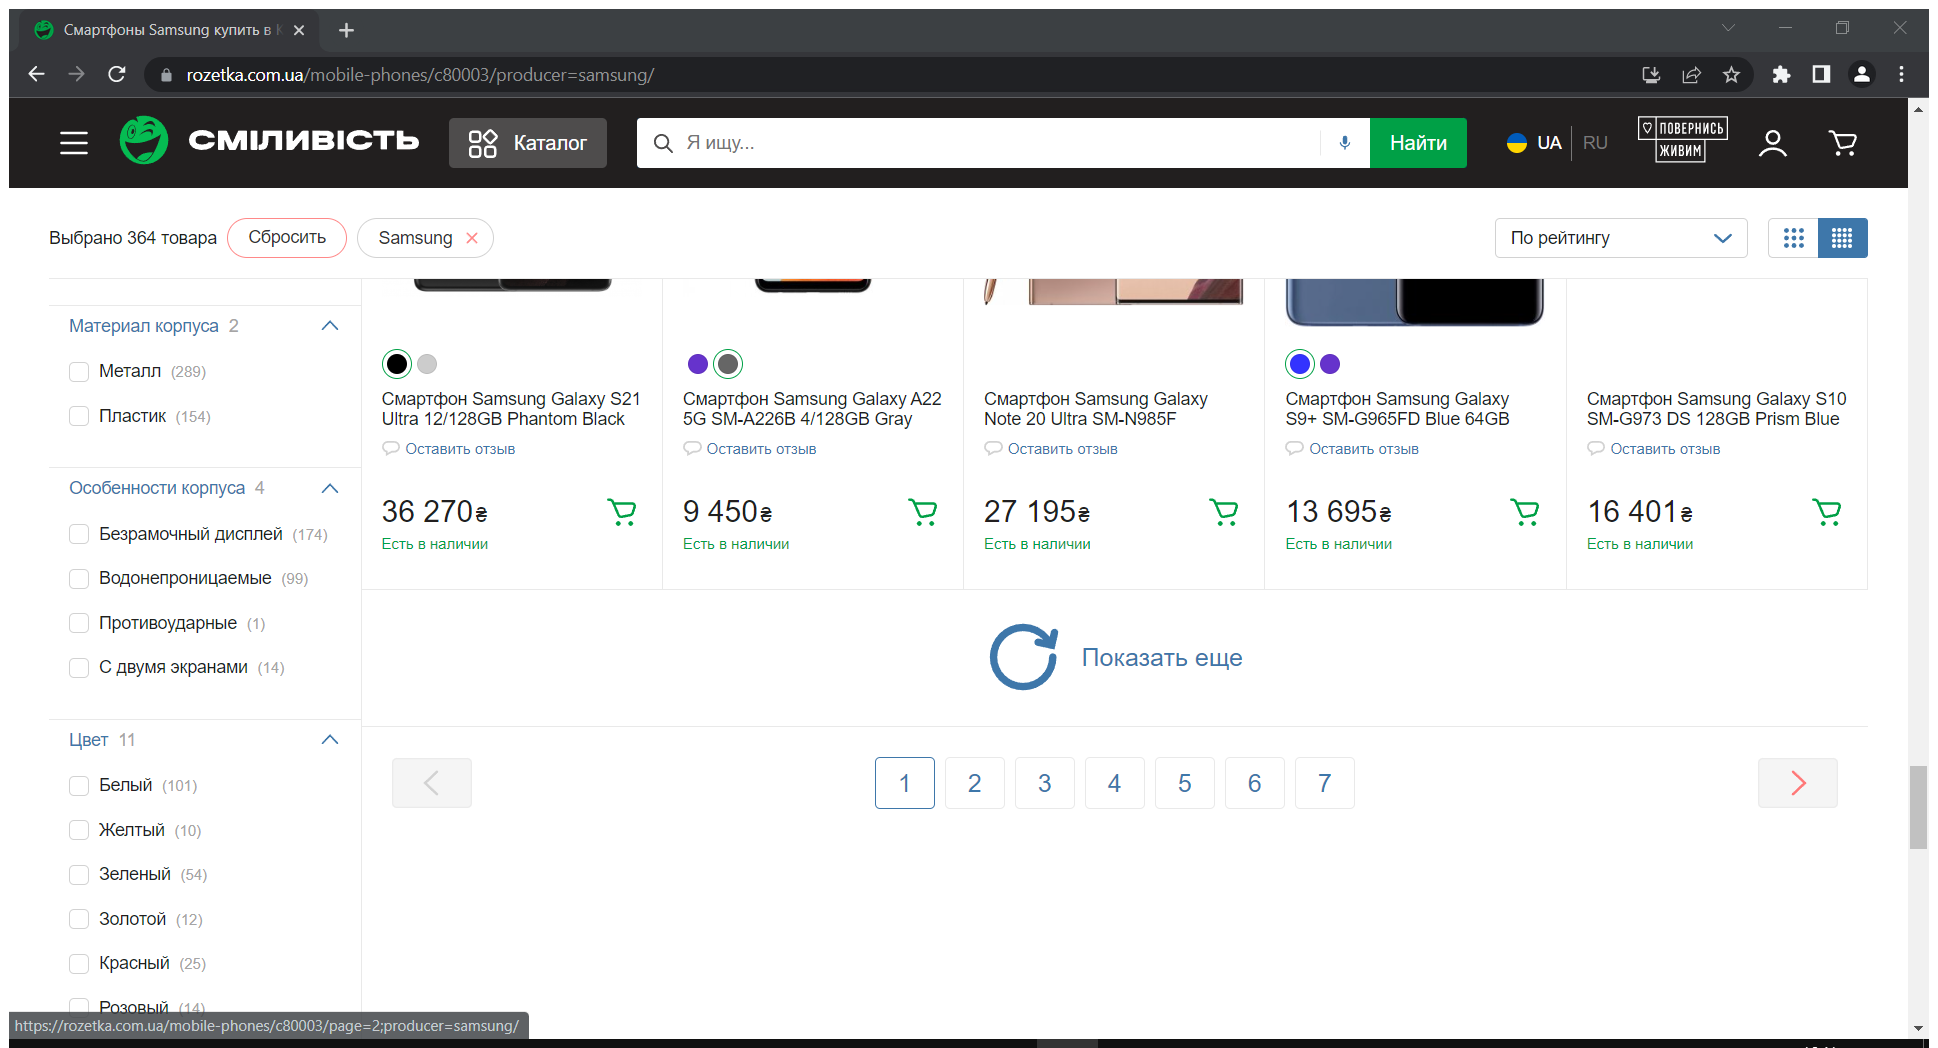 Смартфоны Samsung купить в К
rozetka.com.ua/mobile-phones/c80003/producer=samsung/
СМІЛИВІСТЬ
Каталог
Я ищу...
Найти
UA
RU
ПОВЕРНИСЬ
ЖИВИМ
Выбрано 364 товара
Сбросить
Samsung
По рейтингу
Материал корпуса 2
Металл (289)
Пластик (154)
Особенности корпуса 4
Безрамочный дисплей (174)
Водонепроницаемые (99)
Противоударные (1)
С двумя экранами (14)
Цвет 11
Белый (101)
Желтый (10)
Зеленый (54)
Золотой (12)
Красный (25)
Розовый (14)
Смартфон Samsung Galaxy S21
Ultra 12/128GB Phantom Black
Оставить отзыв
36 270₴
Есть в наличии
Смартфон Samsung Galaxy A22
5G SM-A226B 4/128GB Gray
Оставить отзыв
9 450₴
Есть в наличии
Смартфон Samsung Galaxy
Note 20 Ultra SM-N985F
Оставить отзыв
27 195₴
Есть в наличии
Смартфон Samsung Galaxy
S9+ SM-G965FD Blue 64GB
Оставить отзыв
13 695₴
Есть в наличии
Смартфон Samsung Galaxy S10
SM-G973 DS 128GB Prism Blue
Оставить отзыв
16 401₴
Есть в наличии
Показать еще
1 2 3 4 5 6 7
https://rozetka.com.ua/mobile-phones/c80003/page=2;producer=samsung/